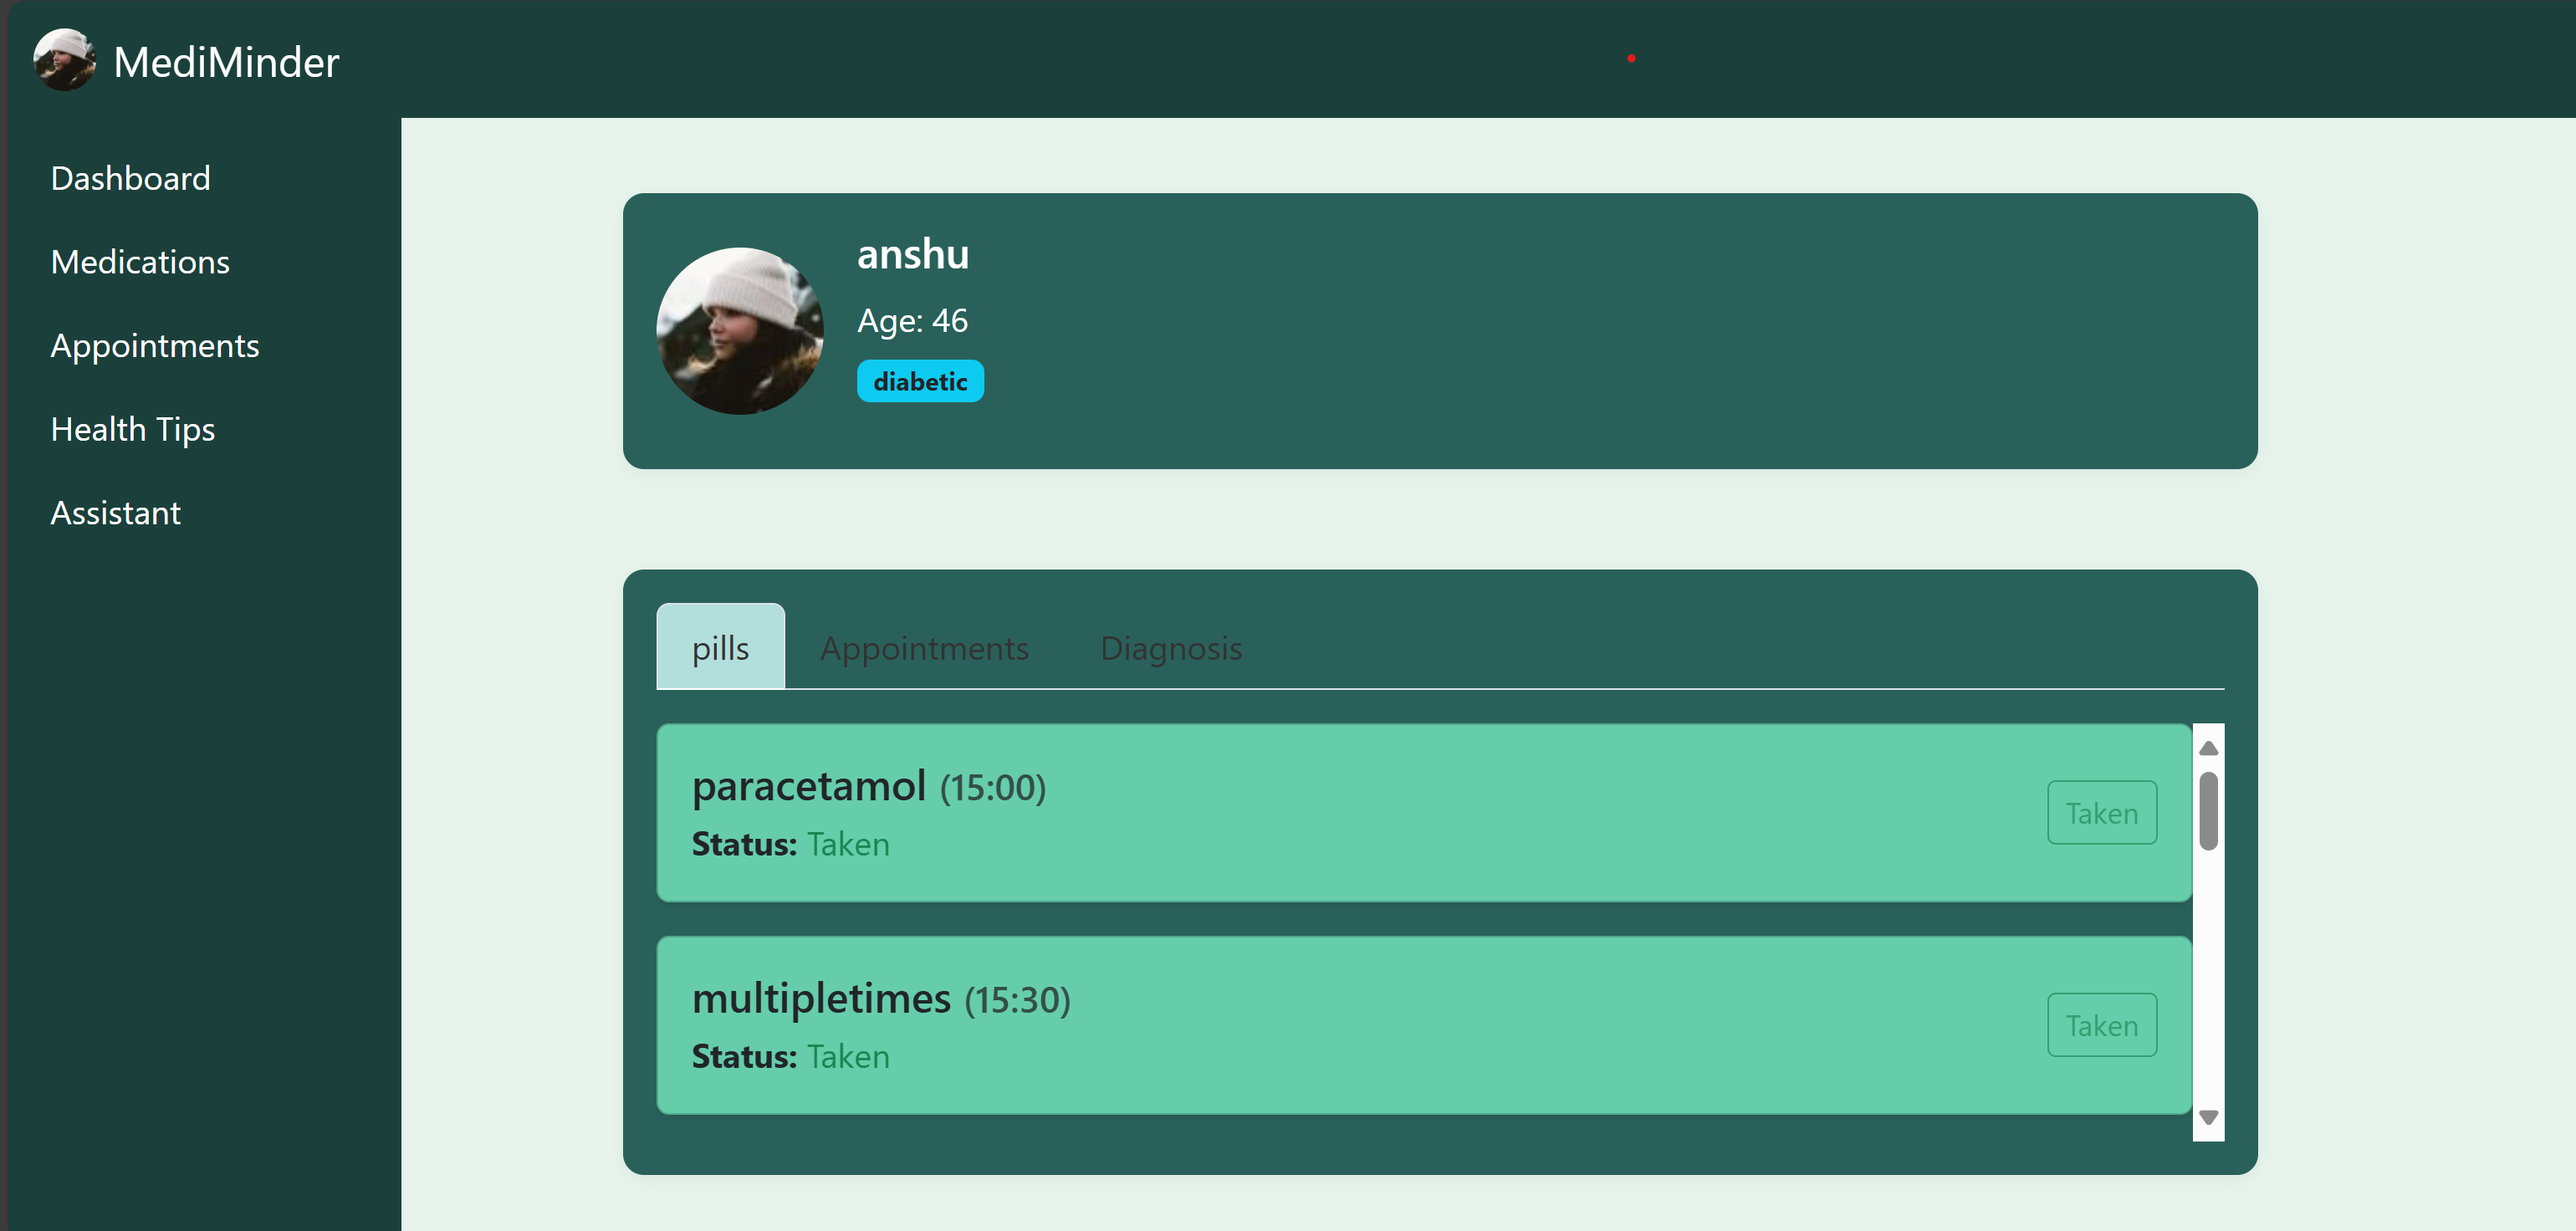 MediMinder
Dashboard
Medications
Appointments
Health Tips
Assistant
anshu
Age: 46
diabetic
pills
Appointments
Diagnosis
paracetamol (15:00)
Status: Taken
Taken
multipletimes (15:30)
Status: Taken
Taken